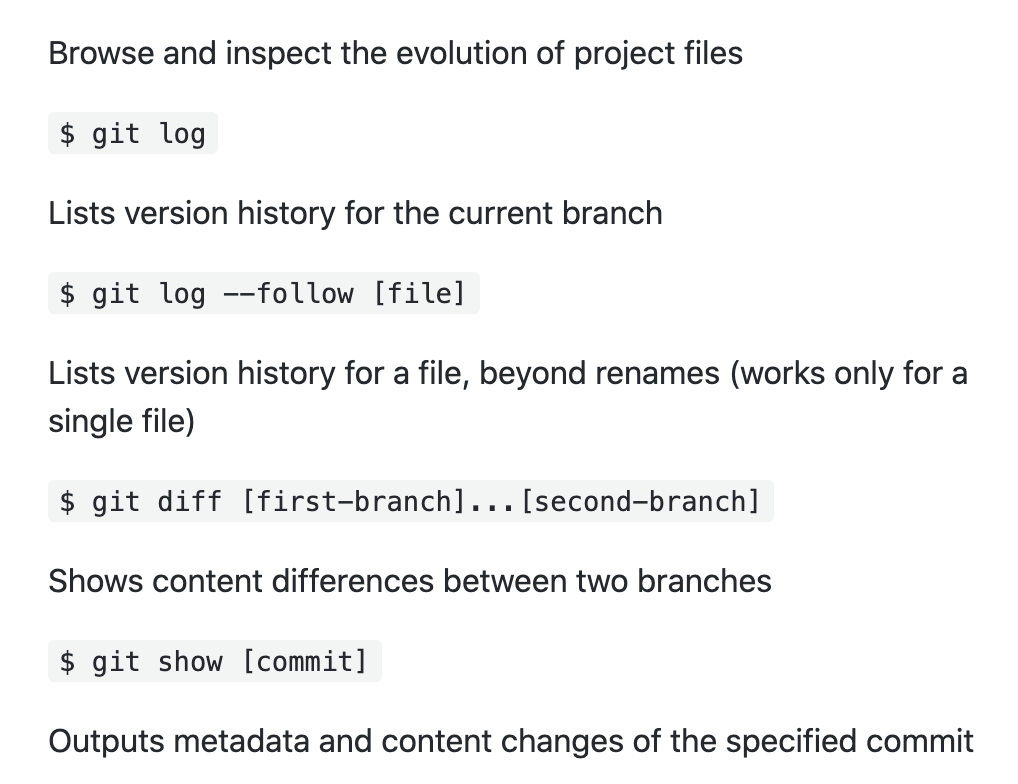 Browse and inspect the evolution of project files
$ git log
Lists version history for the current branch
$ git log --follow [file]
Lists version history for a file, beyond renames (works only for a
single file)
$ git diff [first-branch]...[second-branch]
Shows content differences between two branches
$ git show [commit]
Outputs metadata and content changes of the specified commit